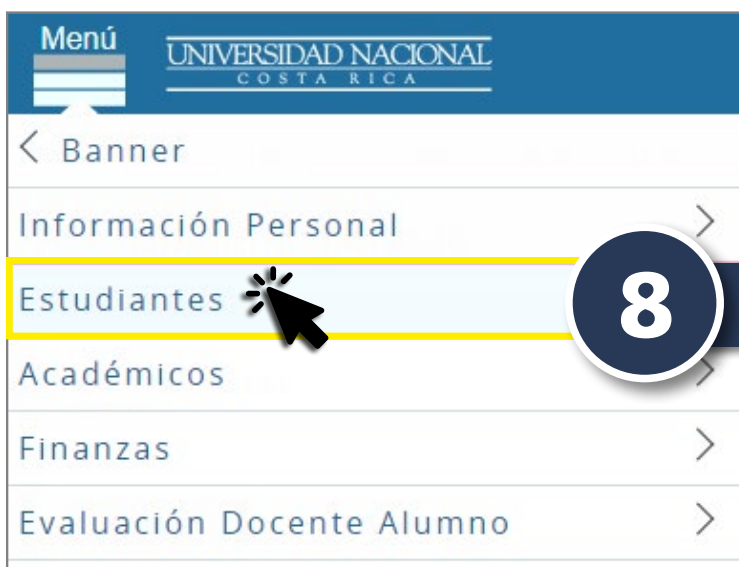 Menú
UNIVERSIDAD NACIONAL
COSTA RICA
Banner
Información Personal
Estudiantes
8
Académicos
Finanzas
Evaluación Docente Alumno